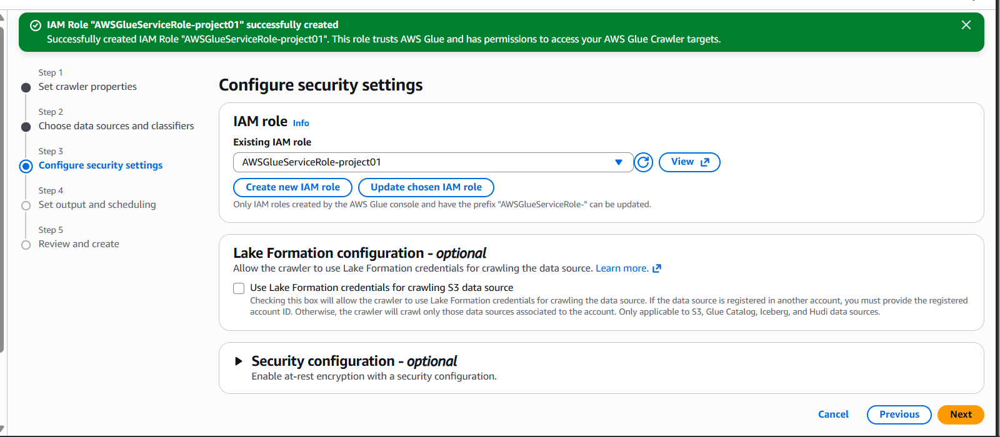 IAM Role "AWSGlueServiceRole-project01" successfully created
Successfully created IAM Role "AWSGlueServiceRole-project01". This role trusts AWS Glue and has permissions to access your AWS Glue Crawler targets.
Step 1
Set crawler properties
Step 2
Choose data sources and classifiers
Step 3
Configure security settings
Step 4
Set output and scheduling
Step 5
Review and create
Configure security settings
IAM role Info
Existing IAM role
AWSGlueServiceRole-project01
View
Create new IAM role Update chosen IAM role
Only IAM roles created by the AWS Glue console and have the prefix "AWSGlueServiceRole-" can be updated.
Lake Formation configuration - optional
Allow the crawler to use Lake Formation credentials for crawling the data source. Learn more.
Use Lake Formation credentials for crawling S3 data source
Checking this box will allow the crawler to use Lake Formation credentials for crawling the data source. If the data source is registered in another account, you must provide the registered
account ID. Otherwise, the crawler will crawl only those data sources associated to the account. Only applicable to S3, Glue Catalog, Iceberg, and Hudi data sources.
Security configuration - optional
Enable at-rest encryption with a security configuration.
Cancel Previous Next